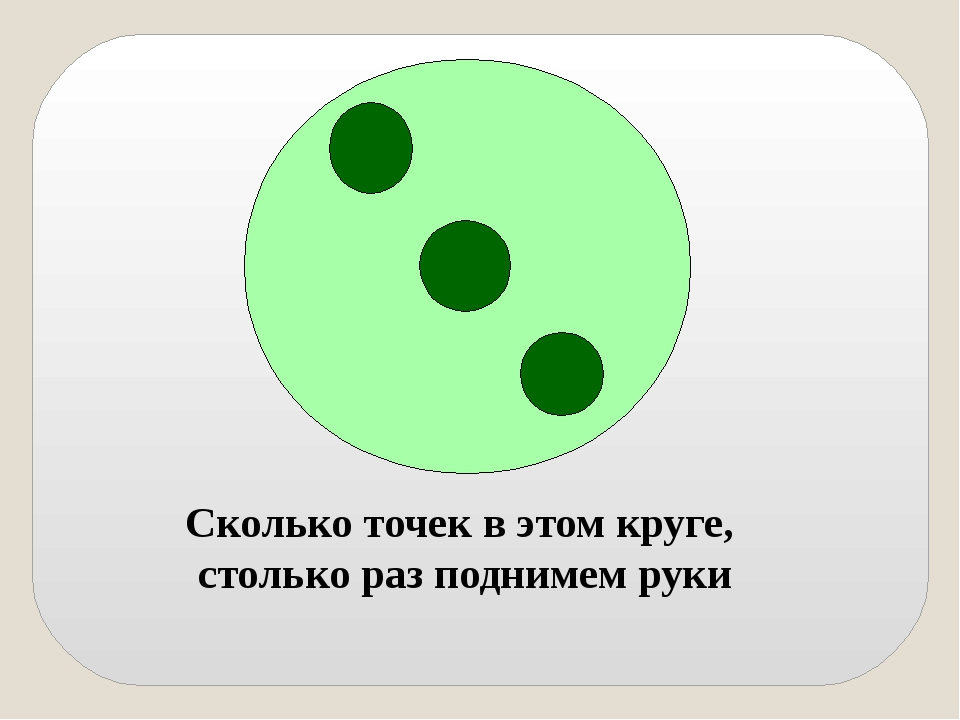 Сколько точек в этом круге,
столько раз поднимем руки